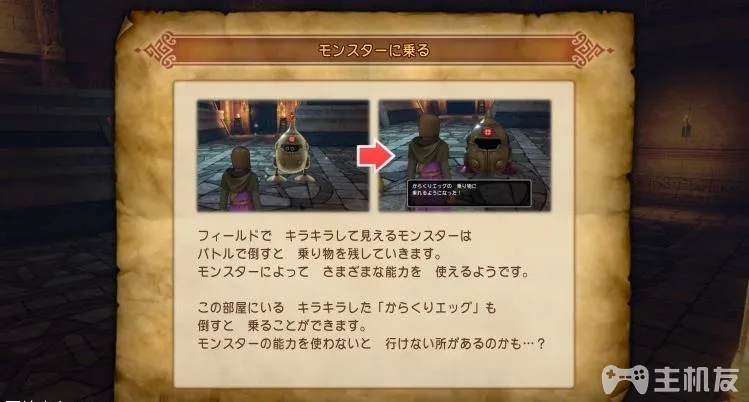 モンスターに乗る
からくりエッグの 乗り物に
乗れるようになった！
フィールドで キラキラして見えるモンスターは
バトルで倒すと 乗り物を残していきます。
モンスターによって さまざまな能力を 使えるようです。
この部屋にいる キラキラした「からくりエッグ」も
倒すと 乗ることができます。
モンスターの能力を使わないと 行けない所があるのかも…？
主机友